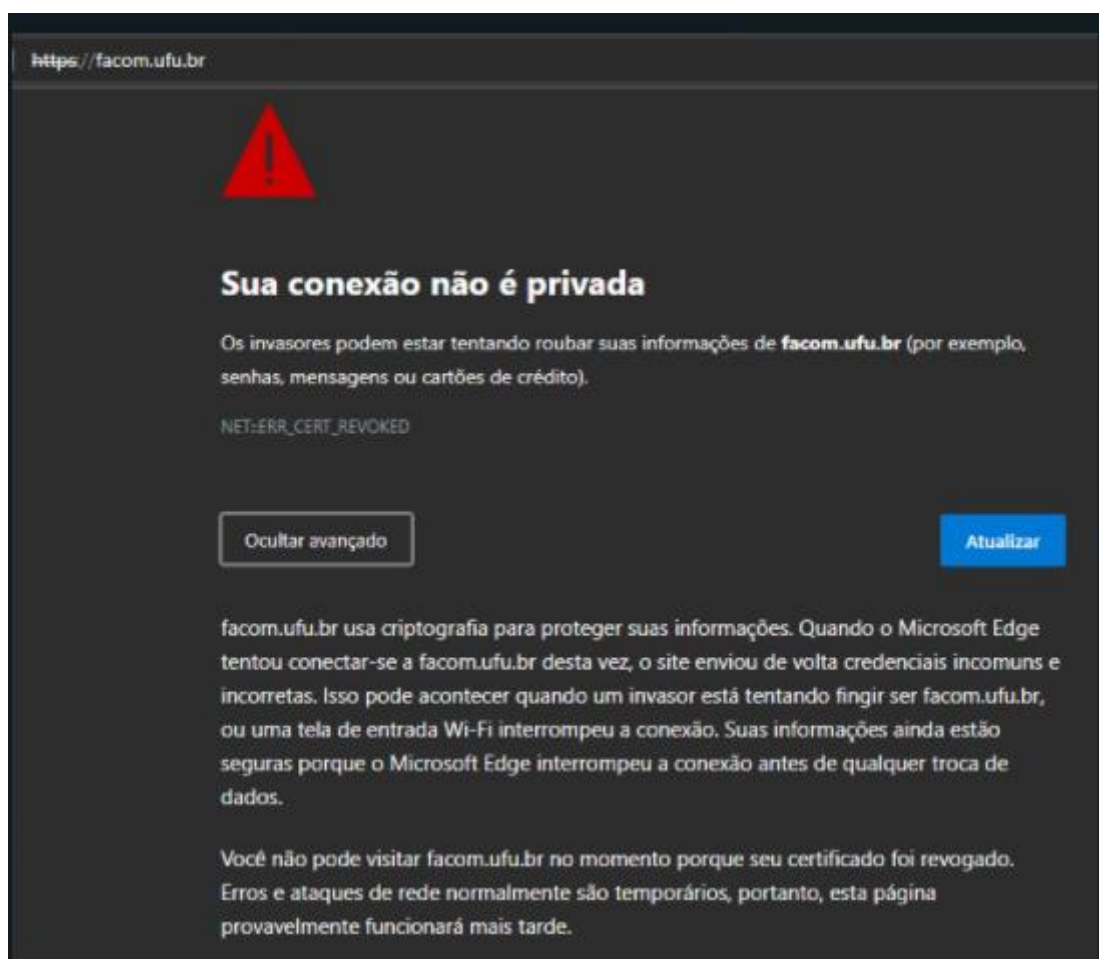 https://facom.ufu.br
Sua conexão não é privada
Os invasores podem estar tentando roubar suas informações de facom.ufu.br (por exemplo,
senhas, mensagens ou cartões de crédito).
NET::ERR_CERT_REVOKED
Ocultar avançado
Atualizar
facom.ufu.br usa criptografia para proteger suas informações. Quando o Microsoft Edge
tentou conectar-se a facom.ufu.br desta vez, o site enviou de volta credenciais incomuns e
incorretas. Isso pode acontecer quando um invasor está tentando fingir ser facom.ufu.br,
ou uma tela de entrada Wi-Fi interrompeu a conexão. Suas informações ainda estão
seguras porque o Microsoft Edge interrompeu a conexão antes de qualquer troca de
dados.
Você não pode visitar facom.ufu.br no momento porque seu certificado foi revogado.
Erros e ataques de rede normalmente são temporários, portanto, esta página
provavelmente funcionará mais tarde.